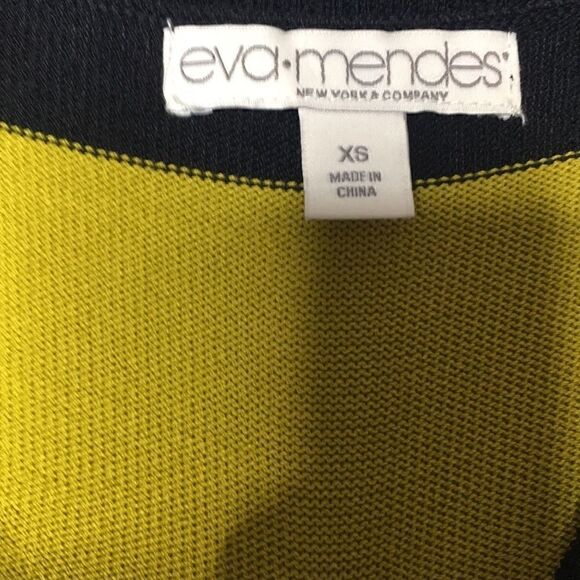 eva·mendes
NEW YORK & COMPANY
XS
MADE IN
CHINA